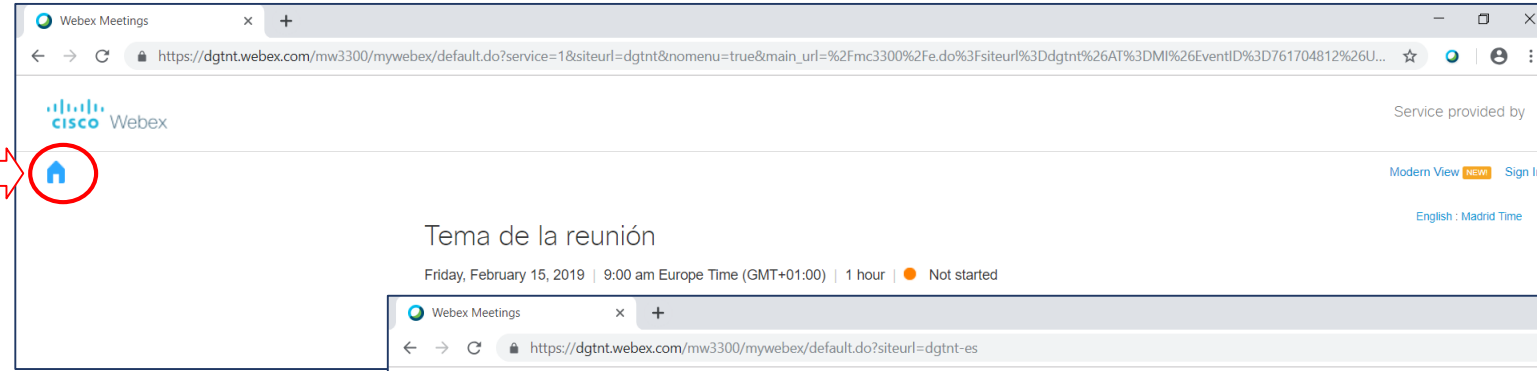 Webex Meetings
https://dgtnt.webex.com/mw3300/mywebex/default.do?service=1&siteurl=dgtnt&nomenu=true&main_url=%2Fmc3300%2Fe.do%3Fsiteurl%3Ddgtnt%26AT%3DMI%26EventID%3D761704812%26U...
cisco Webex
Service provided by
Modern View NEW! Sign In
English : Madrid Time
Tema de la reunión
Friday, February 15, 2019 | 9:00 am Europe Time (GMT+01:00) | 1 hour | Not started
Webex Meetings
https://dgtnt.webex.com/mw3300/mywebex/default.do?siteurl=dgtnt-es